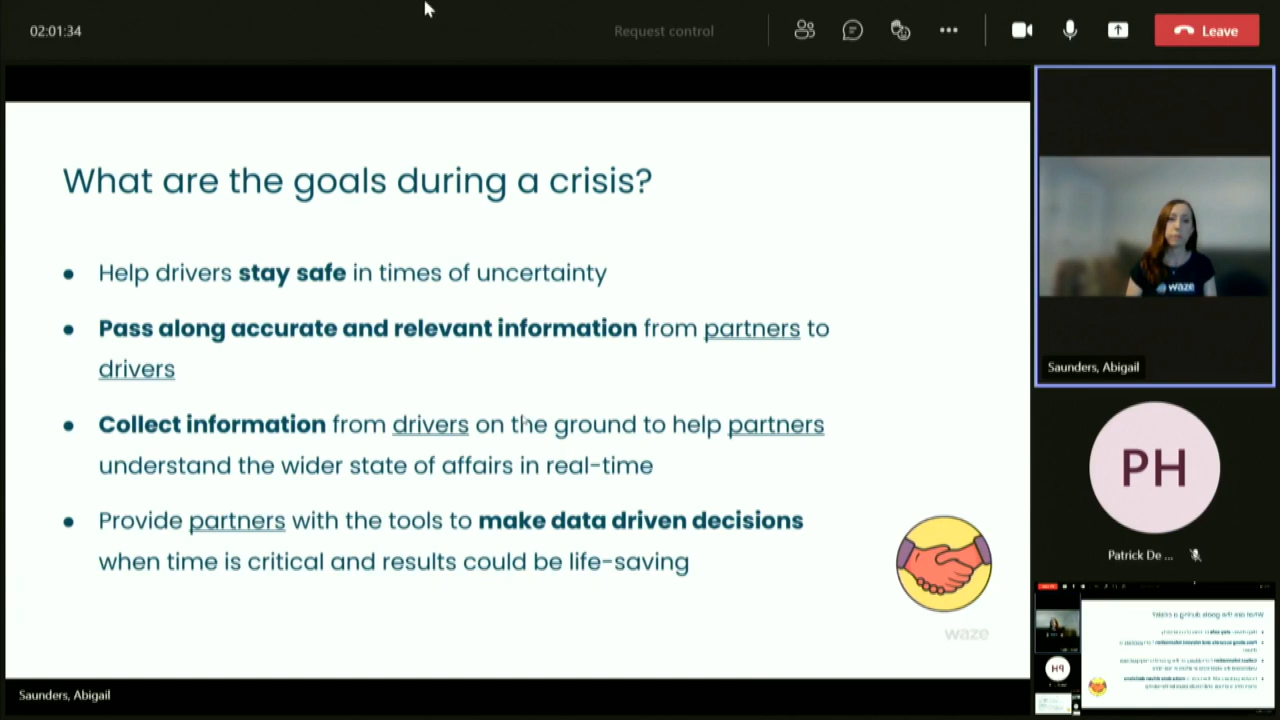 02:01:34
Request control
Leave
What are the goals during a crisis?
Help drivers stay safe in times of uncertainty
Pass along accurate and relevant information from partners to
drivers
Collect information from drivers on the ground to help partners
understand the wider state of affairs in real-time
Provide partners with the tools to make data driven decisions
when time is critical and results could be life-saving
waze
Saunders, Abigail
waze
Saunders, Abigail
PH
Patrick De ...